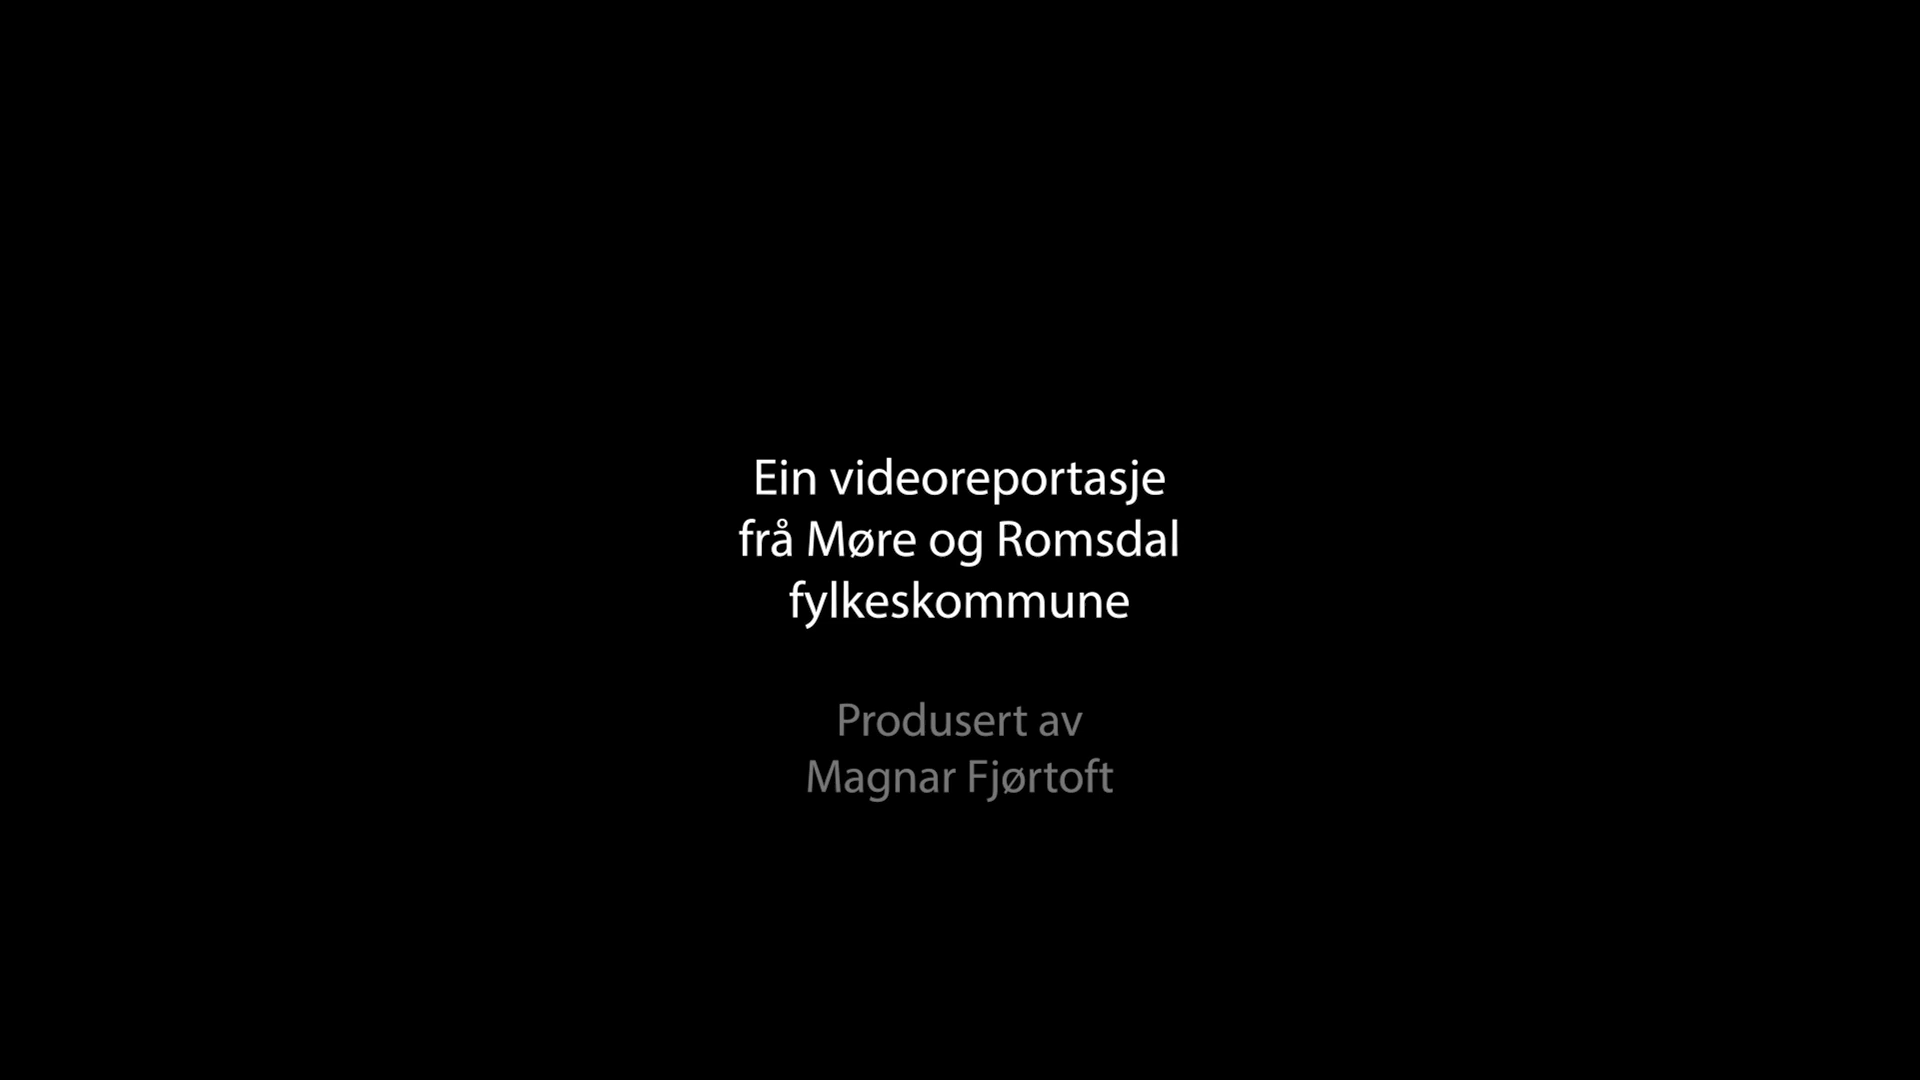 Ein videoreportasje
frå Møre og Romsdal
fylkeskommune
Produsert av
Magnar Fjørtoft